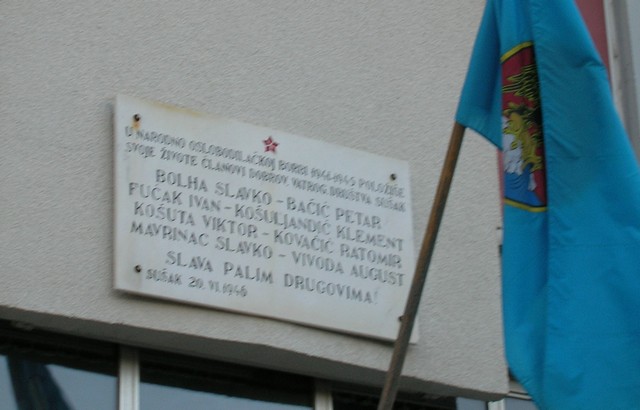 U NARODNO OSLOBODILAČKOJ BORBI 1941-1945 POLOŽIŠE
SVOJE ŽIVOTE ČLANOVI DOBROV. VATROG. DRUŠTVA SUŠAK
BOLHA SLAVKO - BAČIĆ PETAR
FUČAK IVAN - KOŠULJANDIĆ KLEMENT
KOŠUTA VIKTOR - KOVAČIĆ RATOMIR
MAVRINAC SLAVKO - VIVODA AUGUST
SLAVA PALIM DRUGOVIMA!
SUŠAK 20. VI. 1946